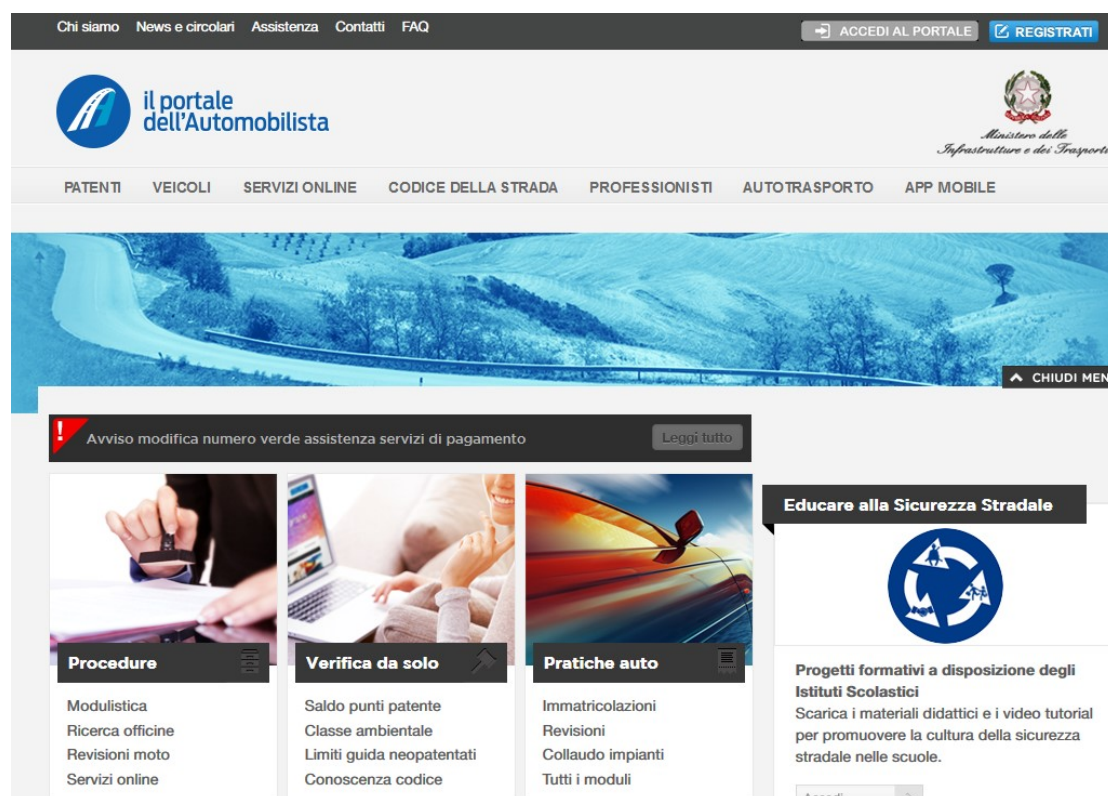 Chi siamo News e circolari Assistenza Contatti FAQ
ACCEDI AL PORTALE REGISTRATI
il portale
dell'Automobilista
Ministero delle
Infrastrutture e dei Trasporti
PATENTI VEICOLI SERVIZI ONLINE CODICE DELLA STRADA PROFESSIONISTI AUTOTRASPORTO APP MOBILE
CHIUDI MEN
! Avviso modifica numero verde assistenza servizi di pagamento Leggi tutto
Procedure
Modulistica
Ricerca officine
Revisioni moto
Servizi online
Verifica da solo
Saldo punti patente
Classe ambientale
Limiti guida neopatentati
Conoscenza codice
Pratiche auto
Immatricolazioni
Revisioni
Collaudo impianti
Tutti i moduli
Educare alla Sicurezza Stradale
Progetti formativi a disposizione degli
Istituti Scolastici
Scarica i materiali didattici e i video tutorial
per promuovere la cultura della sicurezza
stradale nelle scuole.